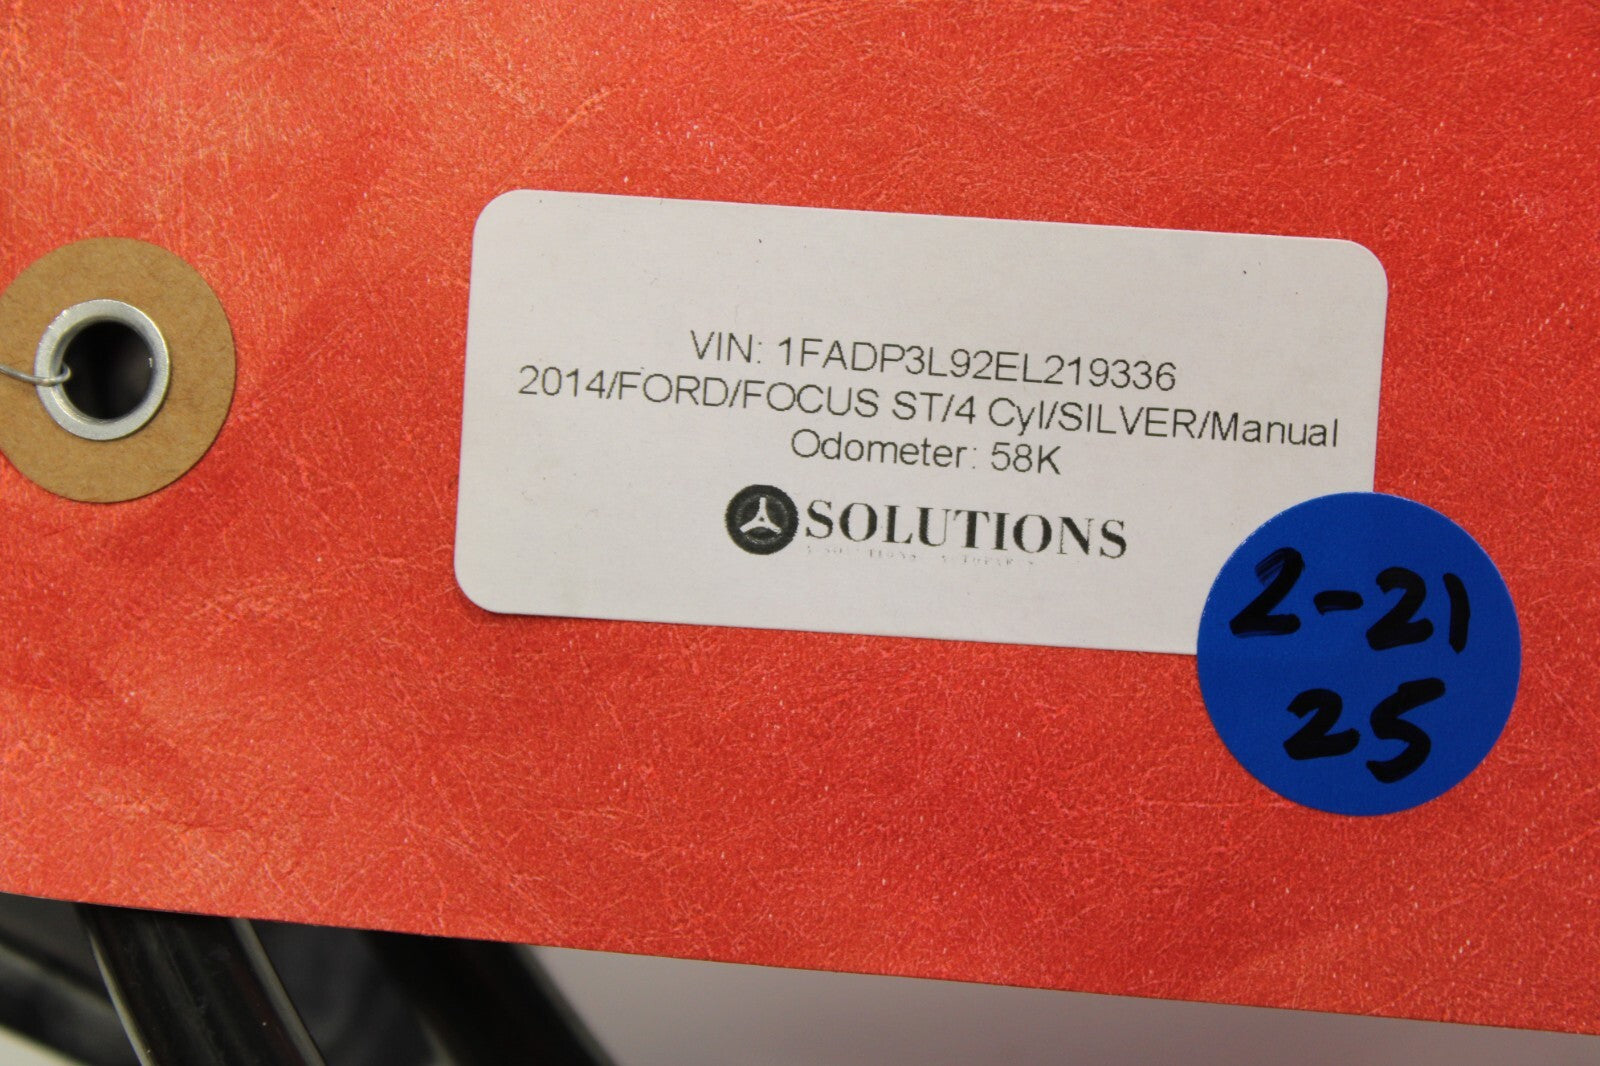 VIN: 1FADP3L92EL219336
2014/FORD/FOCUS ST/4 Cyl/SILVER/Manual
Odometer: 58K
SOLUTIONS
2-21
25